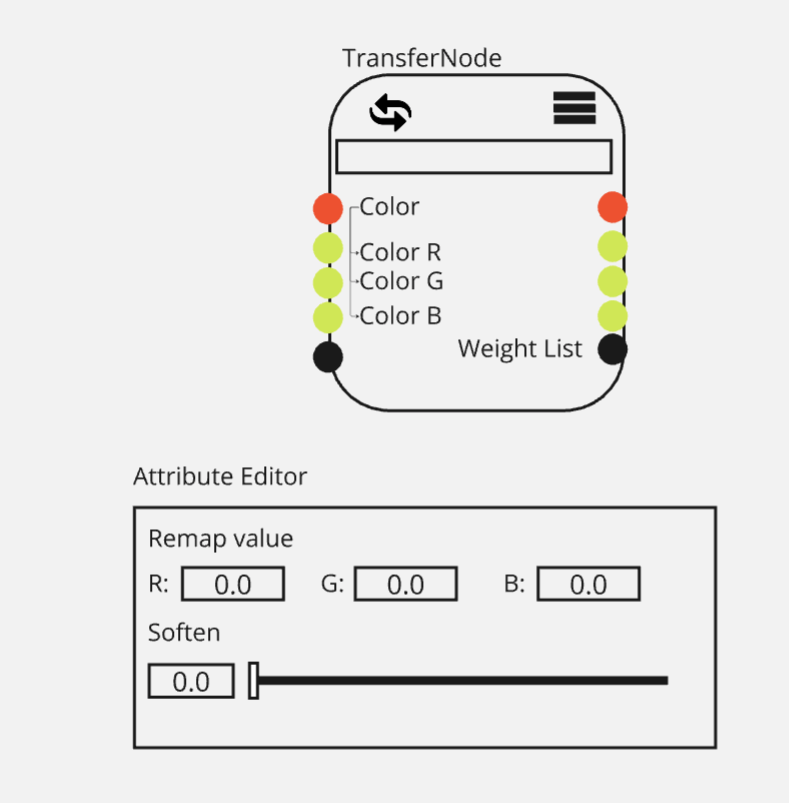 TransferNode
Color
Color R
Color G
Color B
Weight List
Attribute Editor
Remap value
R: 0.0 G: 0.0 B: 0.0
Soften
0.0